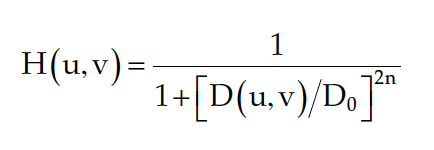 H(u,v)= 1 / 1+[D(u,v)/D₀]²ⁿ